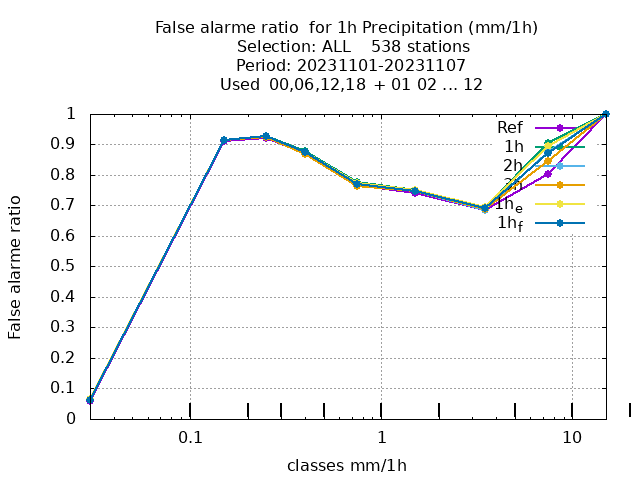 False alarme ratio for 1h Precipitation (mm/1h)
Selection: ALL 538 stations
Period: 20231101-20231107
Used 00,06,12,18 + 01 02 ... 12
False alarme ratio
1
0.9
0.8
0.7
0.6
0.5
0.4
0.3
0.2
0.1
0
Ref
1h
2h
3h
1he
1hf
0.1 1 10
classes mm/1h